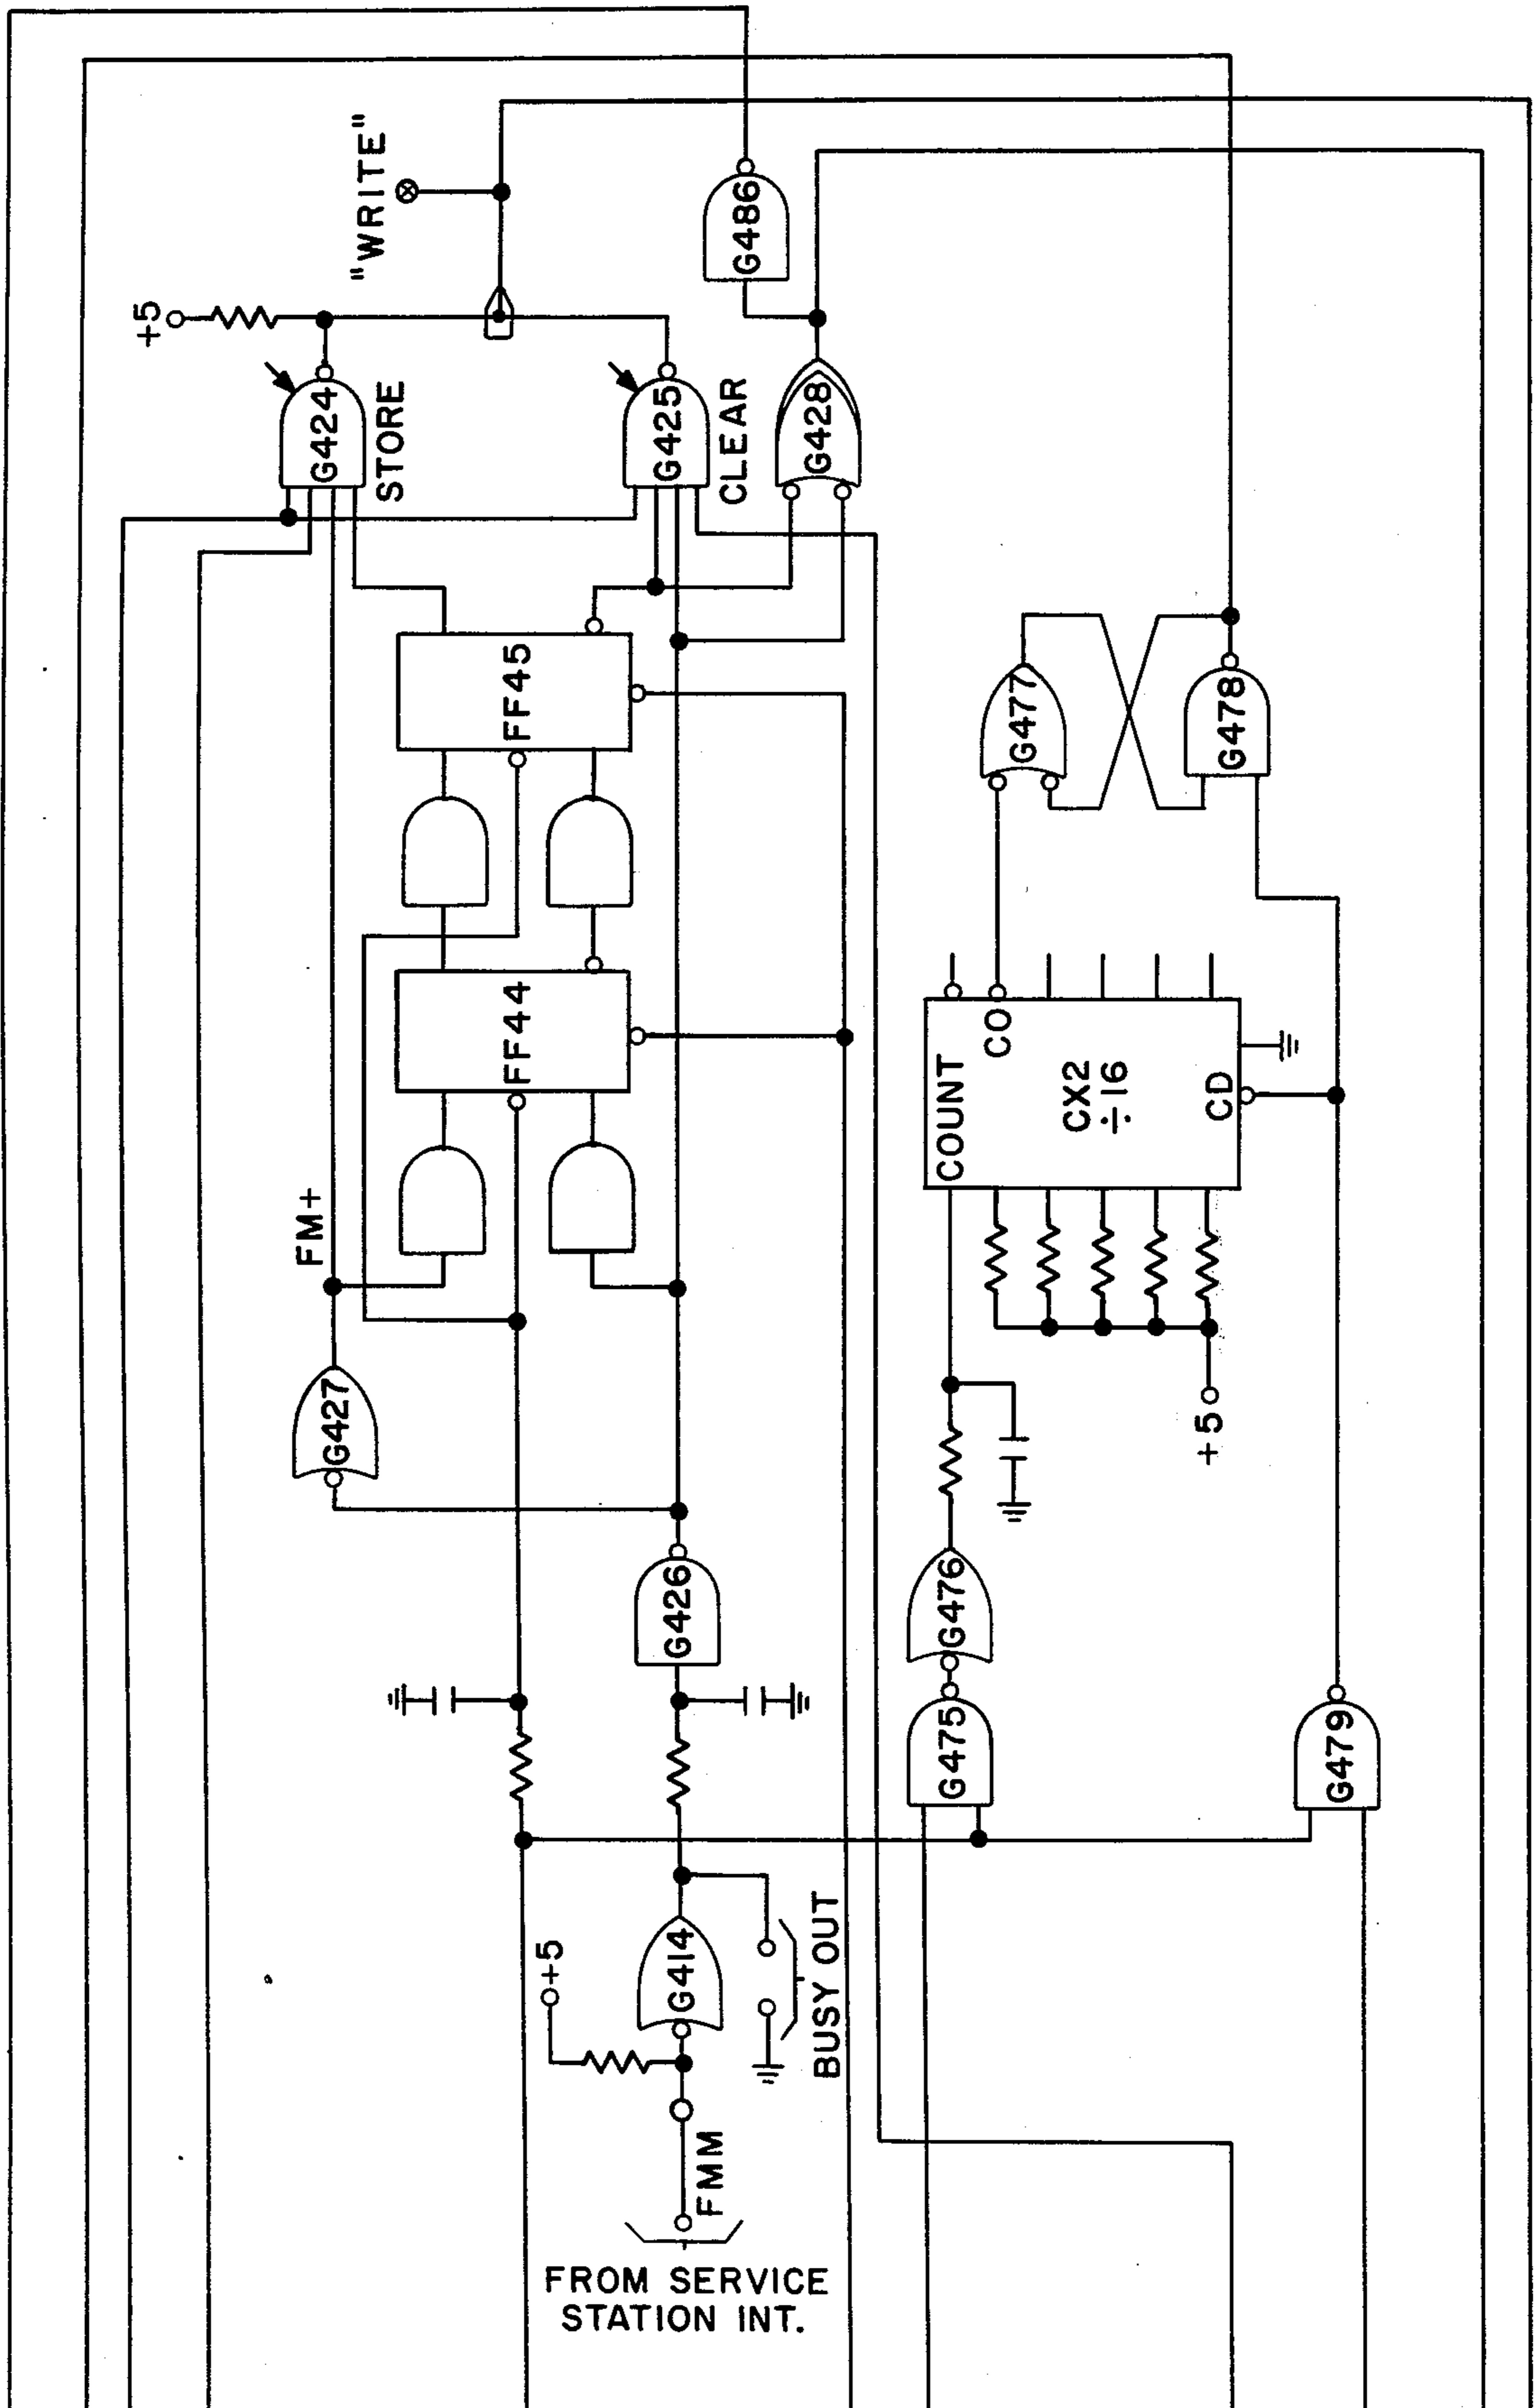 "WRITE"
G486
+5
G424
STORE
G425
CLEAR
G428
FF45
G477
G478
FF44
COUNT
CO
CX2
÷16
CD
FM+
G427
+5
G426
G476
G475
G479
+5
G414
BUSY OUT
FMM
FROM SERVICE
STATION INT.